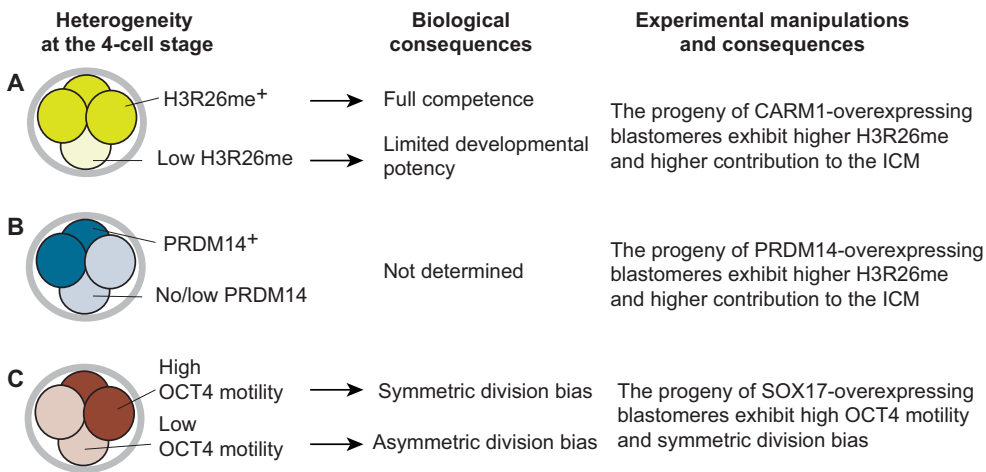 Heterogeneity
at the 4-cell stage
Biological
consequences
Experimental manipulations
and consequences
A
H3R26me+
Low H3R26me
Full competence
Limited developmental
potency
The progeny of CARM1-overexpressing
blastomeres exhibit higher H3R26me
and higher contribution to the ICM
B
PRDM14+
No/low PRDM14
Not determined
The progeny of PRDM14-overexpressing
blastomeres exhibit higher H3R26me
and higher contribution to the ICM
C
High
OCT4 motility
Low
OCT4 motility
Symmetric division bias
Asymmetric division bias
The progeny of SOX17-overexpressing
blastomeres exhibit high OCT4 motility
and symmetric division bias